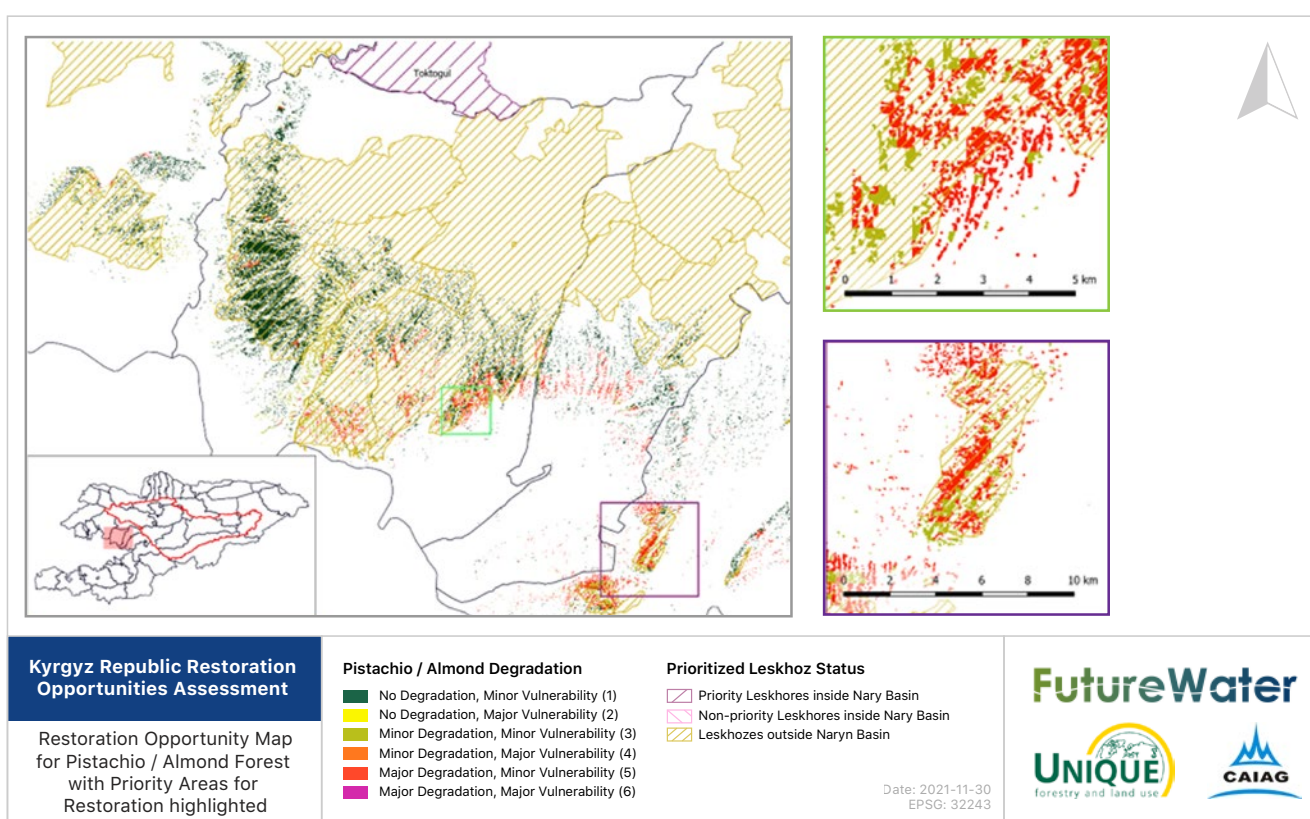 Toktogul
0 1 2 3 4 5 km
0 2 4 6 8 10 km
Kyrgyz Republic Restoration
Opportunities Assessment
Restoration Opportunity Map
for Pistachio / Almond Forest
with Priority Areas for
Restoration highlighted
Pistachio / Almond Degradation
No Degradation, Minor Vulnerability (1)
No Degradation, Major Vulnerability (2)
Minor Degradation, Minor Vulnerability (3)
Minor Degradation, Major Vulnerability (4)
Major Degradation, Minor Vulnerability (5)
Major Degradation, Major Vulnerability (6)
Prioritized Leskhoz Status
Priority Leskhores inside Nary Basin
Non-priority Leskhores inside Nary Basin
Leskhozes outside Naryn Basin
Date: 2021-11-30
EPSG: 32243
FutureWater
UNIQUE
forestry and land use
CAIAG